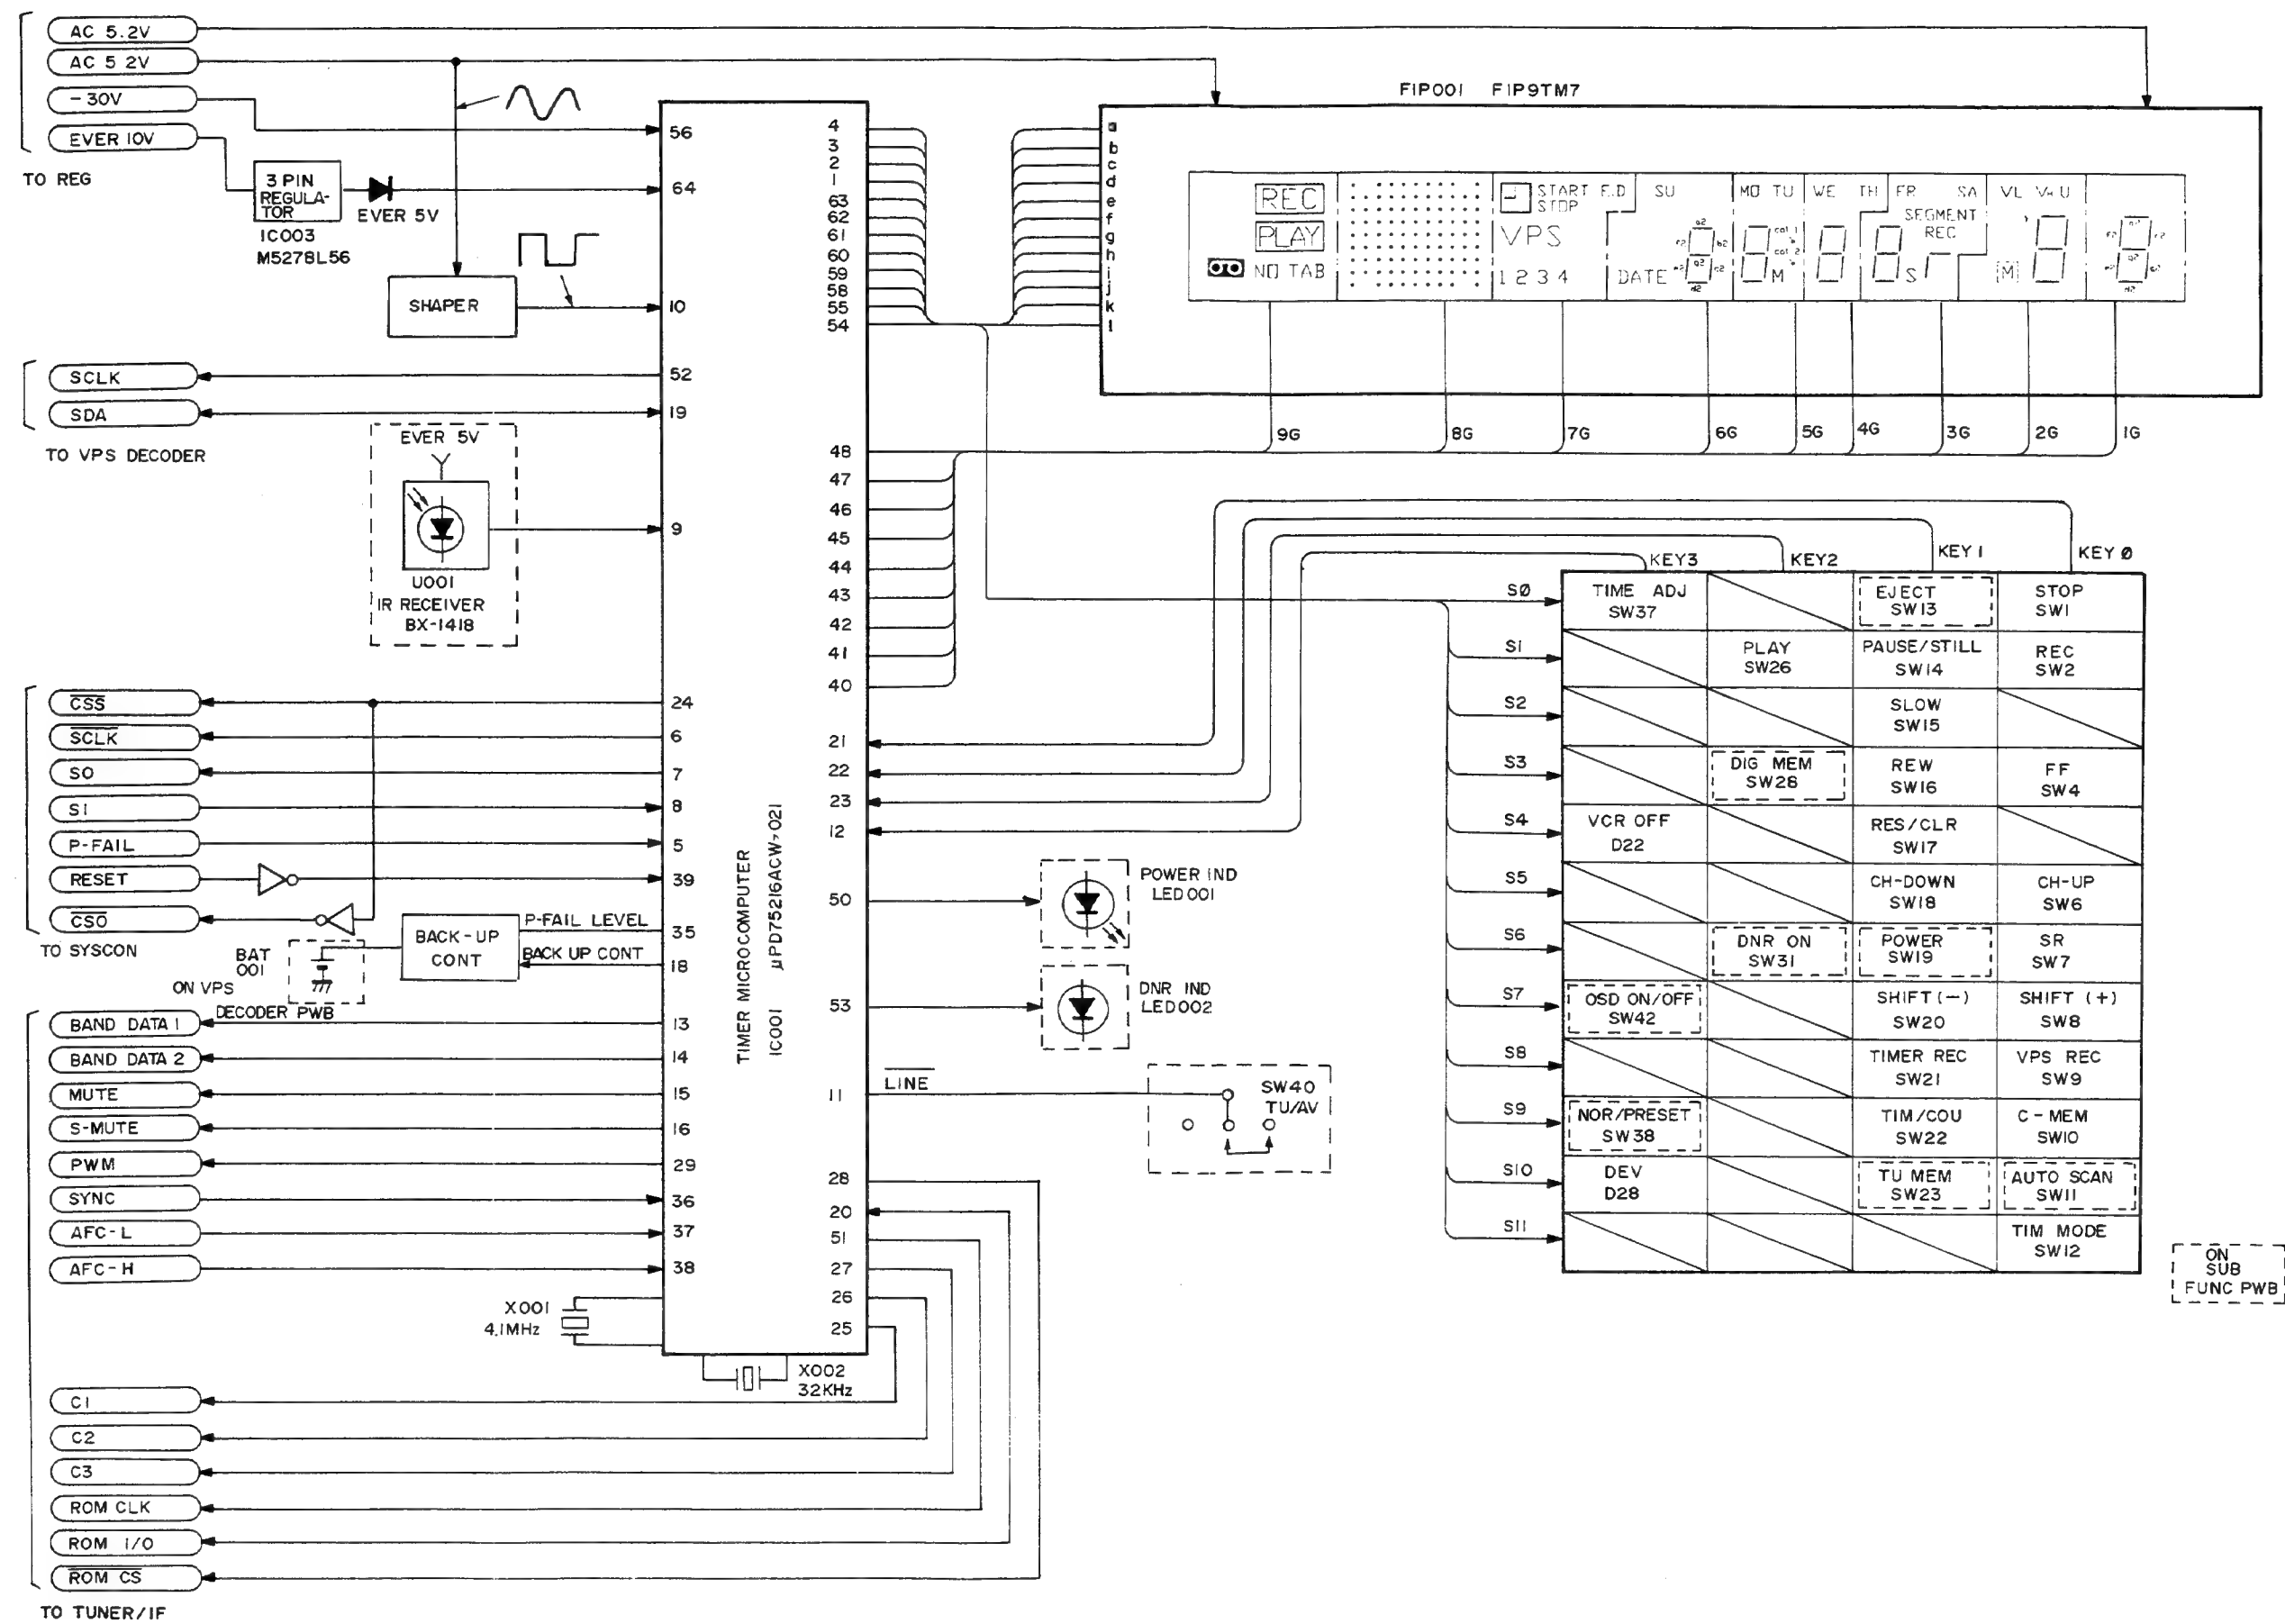 AC 5.2V
AC 5 2V
-30V
EVER 10V
TO REG
3 PIN
REGULA-
TOR
EVER 5V
IC003
M5278L56
SHAPER
SCLK
SDA
TO VPS DECODER
EVER 5V
U001
IR RECEIVER
BX-1418
CSS
SCLK
SO
SI
P-FAIL
RESET
CSO
TO SYSCON
BAT
001
ON VPS
DECODER PWB
BACK-UP
CONT
P-FAIL LEVEL
BACK UP CONT
BAND DATA 1
BAND DATA 2
MUTE
S-MUTE
PWM
SYNC
AFC-L
AFC-H
X001
4.1MHz
X002
32KHz
C1
C2
C3
ROM CLK
ROM I/O
ROM CS
TO TUNER/IF
56
64
10
52
19
9
24
6
7
8
5
39
35
18
13
14
15
16
29
36
37
38
TIMER MICROCOMPUTER
IC001 µPD75216ACW-021
4
3
2
1
63
62
61
60
59
58
55
54
48
47
46
45
44
43
42
41
40
21
22
23
12
50
53
11
28
20
51
27
26
25
FIP001 FIP9TM7
a
b
c
d
e
f
g
h
i
j
k
l
REC
PLAY
NO TAB
START
STOP
VPS
1 2 3 4
E.D SU MO TU WE TH FR SA
SEGMENT
REC
DATE
M
S
M
VL
9G 8G 7G 6G 5G 4G 3G 2G 1G
POWER IND
LED001
DNR IND
LED002
LINE
SW40
TU/AV
KEY3 KEY2 KEY1 KEY0
S0
TIME ADJ
SW37
EJECT
SW13
STOP
SW1
S1
PLAY
SW26
PAUSE/STILL
SW14
REC
SW2
S2
SLOW
SW15
S3
DIG MEM
SW28
REW
SW16
FF
SW4
S4
VCR OFF
D22
RES/CLR
SW17
S5
CH-DOWN
SW18
CH-UP
SW6
S6
DNR ON
SW31
POWER
SW19
SR
SW7
S7
OSD ON/OFF
SW42
SHIFT (-)
SW20
SHIFT (+)
SW8
S8
TIMER REC
SW21
VPS REC
SW9
S9
NOR/PRESET
SW38
TIM/COU
SW22
C-MEM
SW10
S10
DEV
D28
TU MEM
SW23
AUTO SCAN
SW11
S11
TIM MODE
SW12
ON
SUB
FUNC PWB